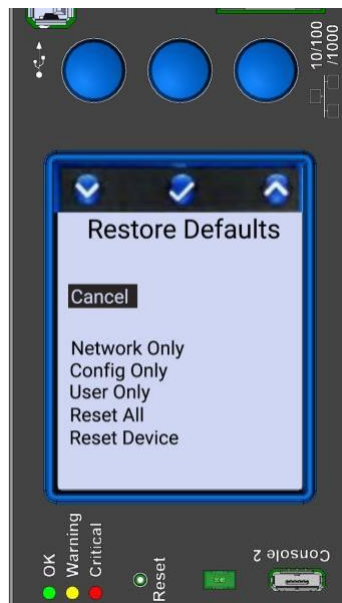 10/100
/1000
Restore Defaults
Cancel
Network Only
Config Only
User Only
Reset All
Reset Device
OK
Warning
Critical
Reset
Console 2